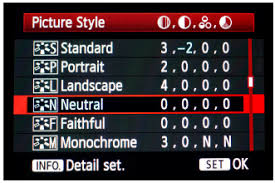 Picture Style
S Standard 3,-2,0,0
P Portrait 2,0,0,0
L Landscape 4,0,0,0
N Neutral 0,0,0,0
F Faithful 0,0,0,0
M Monochrome 3,0,N,N
INFO. Detail set. SET OK